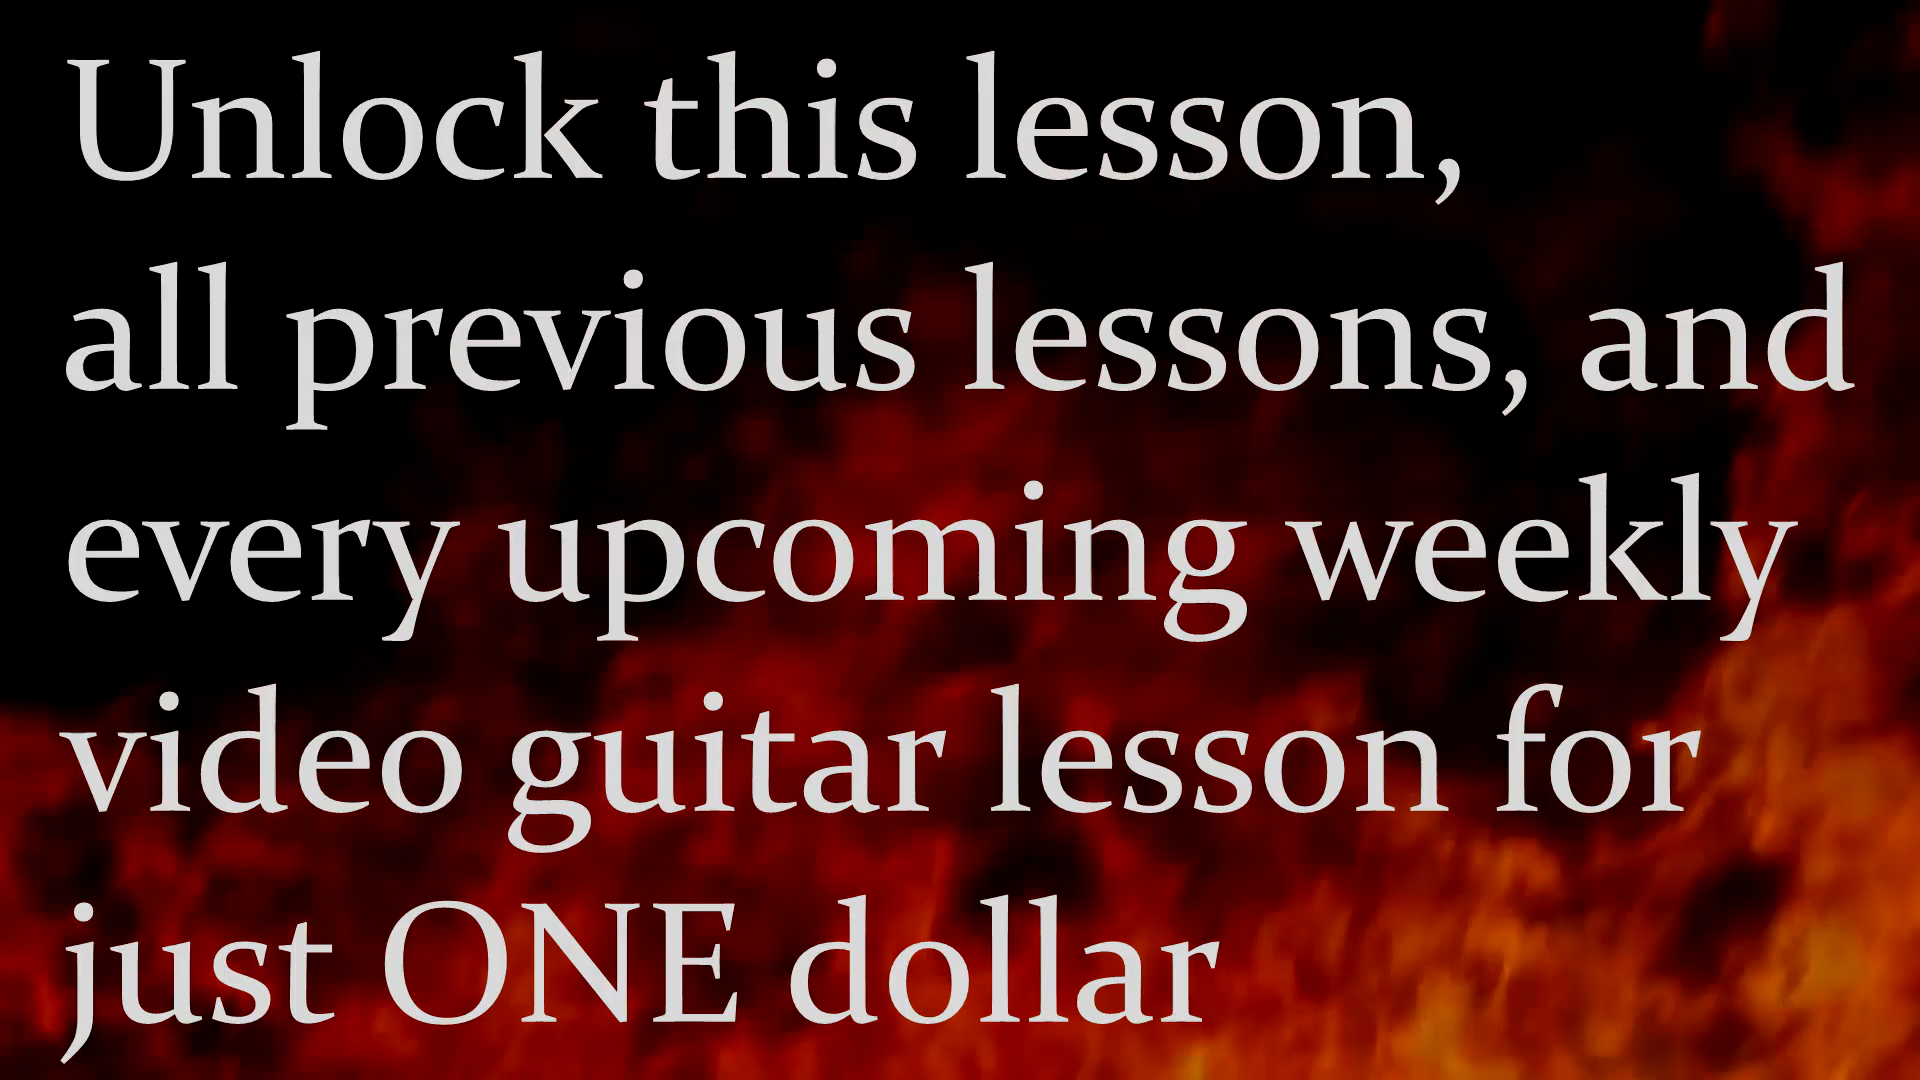 Unlock this lesson,
all previous lessons, and
every upcoming weekly
video guitar lesson for
just ONE dollar